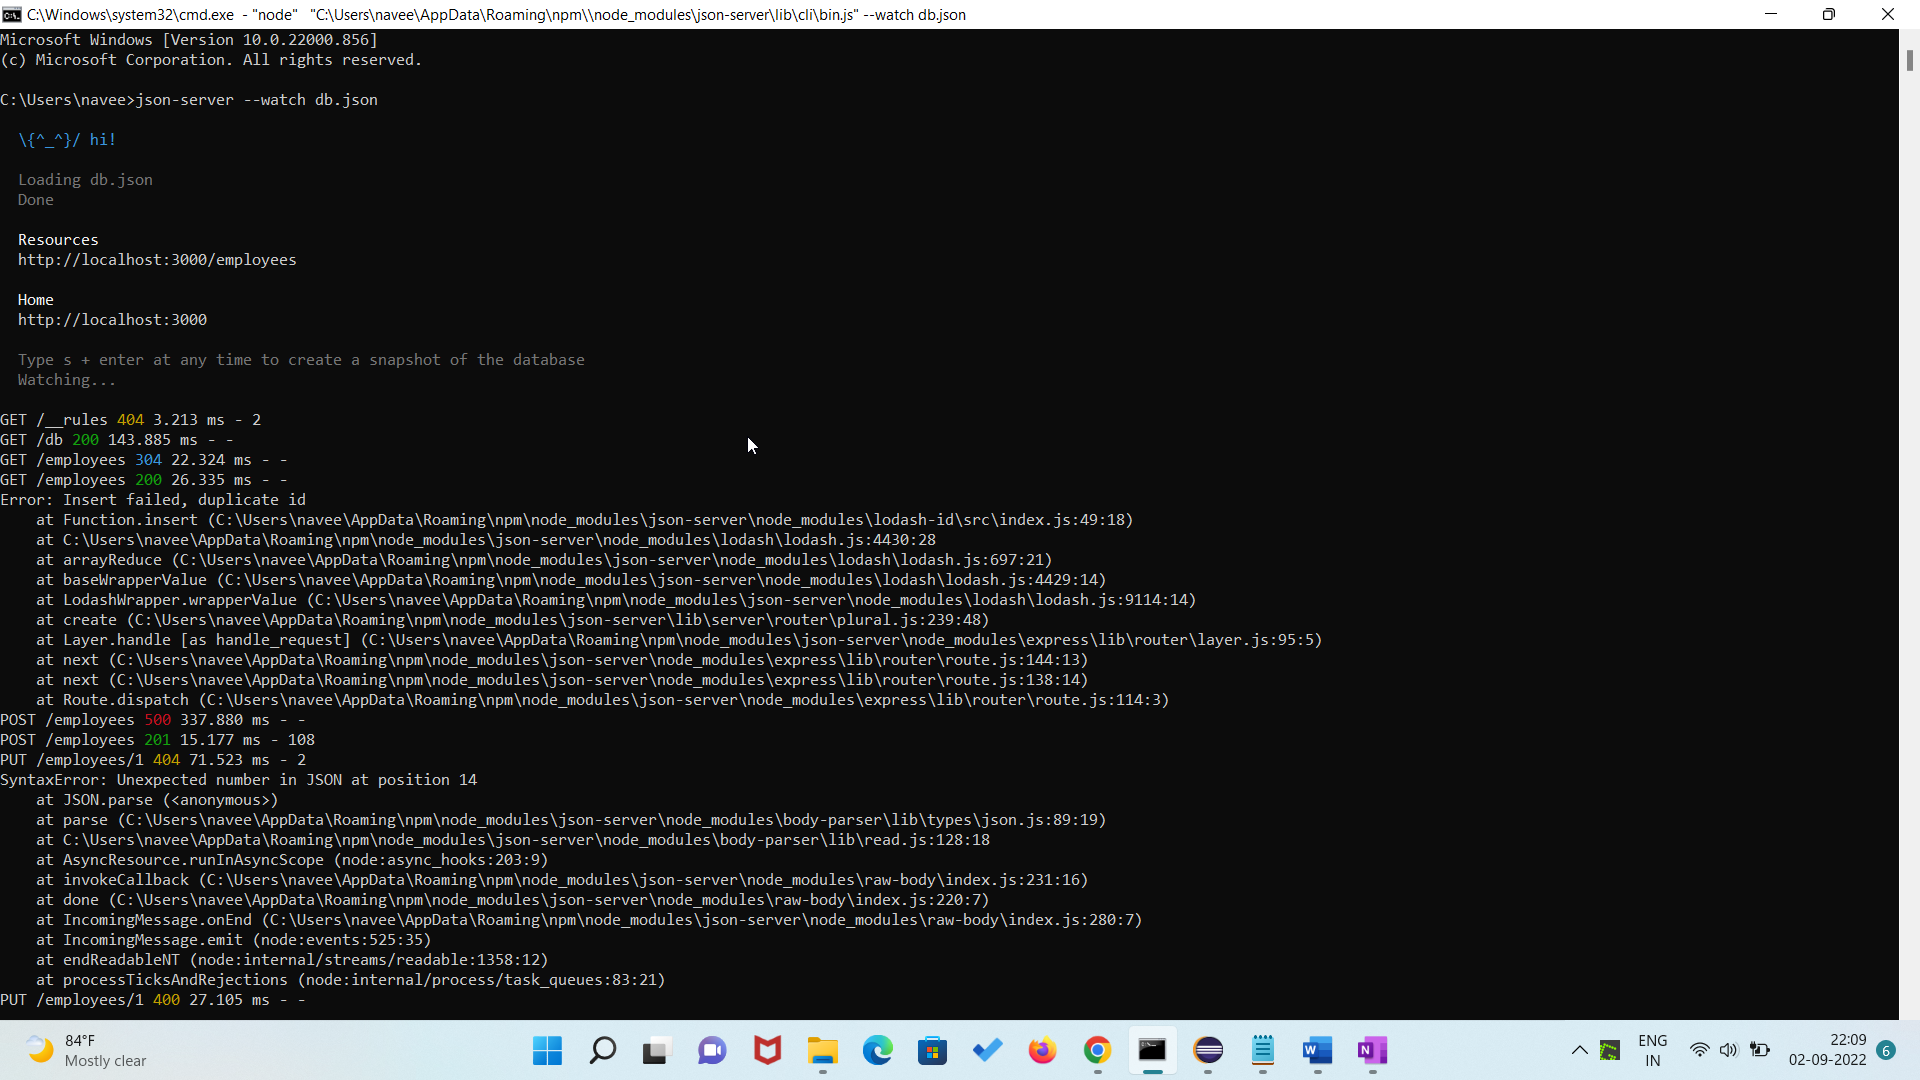 C:\Windows\system32\cmd.exe - "node" "C:\Users\navee\AppData\Roaming\npm\\node_modules\json-server\lib\cli\bin.js" --watch db.json
Microsoft Windows [Version 10.0.22000.856]
(c) Microsoft Corporation. All rights reserved.
C:\Users\navee>json-server --watch db.json
\{^_^}/ hi!
Loading db.json
Done
Resources
http://localhost:3000/employees
Home
http://localhost:3000
Type s + enter at any time to create a snapshot of the database
Watching...
GET /__rules 404 3.213 ms - 2
GET /db 200 143.885 ms - -
GET /employees 304 22.324 ms - -
GET /employees 200 26.335 ms - -
Error: Insert failed, duplicate id
at Function.insert (C:\Users\navee\AppData\Roaming\npm\node_modules\json-server\node_modules\lodash-id\src\index.js:49:18)
at C:\Users\navee\AppData\Roaming\npm\node_modules\json-server\node_modules\lodash\lodash.js:4430:28
at arrayReduce (C:\Users\navee\AppData\Roaming\npm\node_modules\json-server\node_modules\lodash\lodash.js:697:21)
at baseWrapperValue (C:\Users\navee\AppData\Roaming\npm\node_modules\json-server\node_modules\lodash\lodash.js:4429:14)
at LodashWrapper.wrapperValue (C:\Users\navee\AppData\Roaming\npm\node_modules\json-server\node_modules\lodash\lodash.js:9114:14)
at create (C:\Users\navee\AppData\Roaming\npm\node_modules\json-server\lib\server\router\plural.js:239:48)
at Layer.handle [as handle_request] (C:\Users\navee\AppData\Roaming\npm\node_modules\json-server\node_modules\express\lib\router\layer.js:95:5)
at next (C:\Users\navee\AppData\Roaming\npm\node_modules\json-server\node_modules\express\lib\router\route.js:144:13)
at next (C:\Users\navee\AppData\Roaming\npm\node_modules\json-server\node_modules\express\lib\router\route.js:138:14)
at Route.dispatch (C:\Users\navee\AppData\Roaming\npm\node_modules\json-server\node_modules\express\lib\router\route.js:114:3)
POST /employees 500 337.880 ms - -
POST /employees 201 15.177 ms - 108
PUT /employees/1 404 71.523 ms - 2
SyntaxError: Unexpected number in JSON at position 14
at JSON.parse (<anonymous>)
at parse (C:\Users\navee\AppData\Roaming\npm\node_modules\json-server\node_modules\body-parser\lib\types\json.js:89:19)
at C:\Users\navee\AppData\Roaming\npm\node_modules\json-server\node_modules\body-parser\lib\read.js:128:18
at AsyncResource.runInAsyncScope (node:async_hooks:203:9)
at invokeCallback (C:\Users\navee\AppData\Roaming\npm\node_modules\json-server\node_modules\raw-body\index.js:231:16)
at done (C:\Users\navee\AppData\Roaming\npm\node_modules\json-server\node_modules\raw-body\index.js:220:7)
at IncomingMessage.onEnd (C:\Users\navee\AppData\Roaming\npm\node_modules\json-server\node_modules\raw-body\index.js:280:7)
at IncomingMessage.emit (node:events:525:35)
at endReadableNT (node:internal/streams/readable:1358:12)
at processTicksAndRejections (node:internal/process/task_queues:83:21)
PUT /employees/1 400 27.105 ms - -
84°F
Mostly clear
ENG
IN
22:09
02-09-2022
6